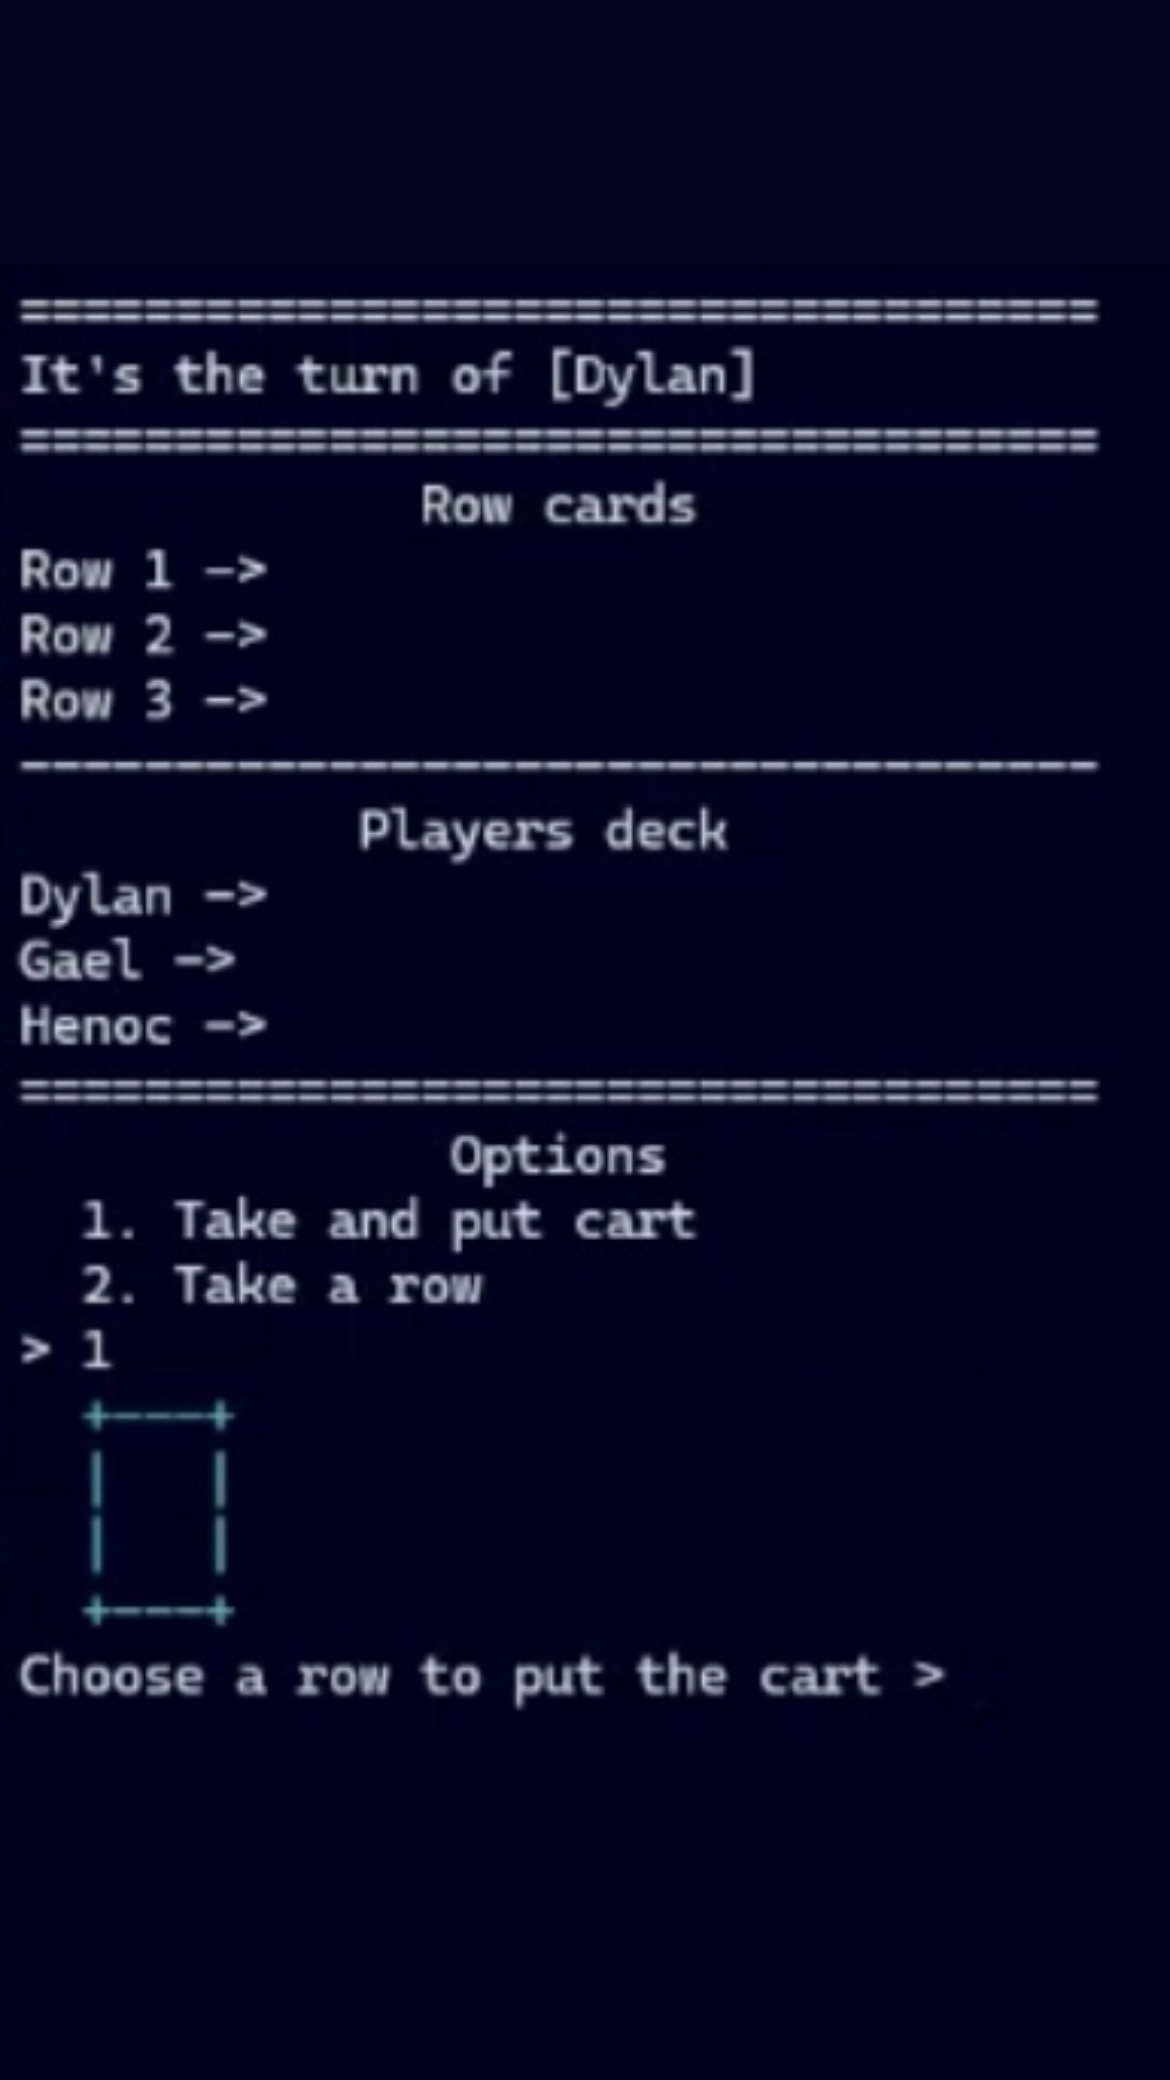 ===================================
It's the turn of [Dylan]
===================================
Row cards
Row 1 ->
Row 2 ->
Row 3 ->
-----------------------------------
Players deck
Dylan ->
Gael ->
Henoc ->
===================================
Options
1. Take and put cart
2. Take a row
> 1
+---+
|   |
|   |
+---+
Choose a row to put the cart >